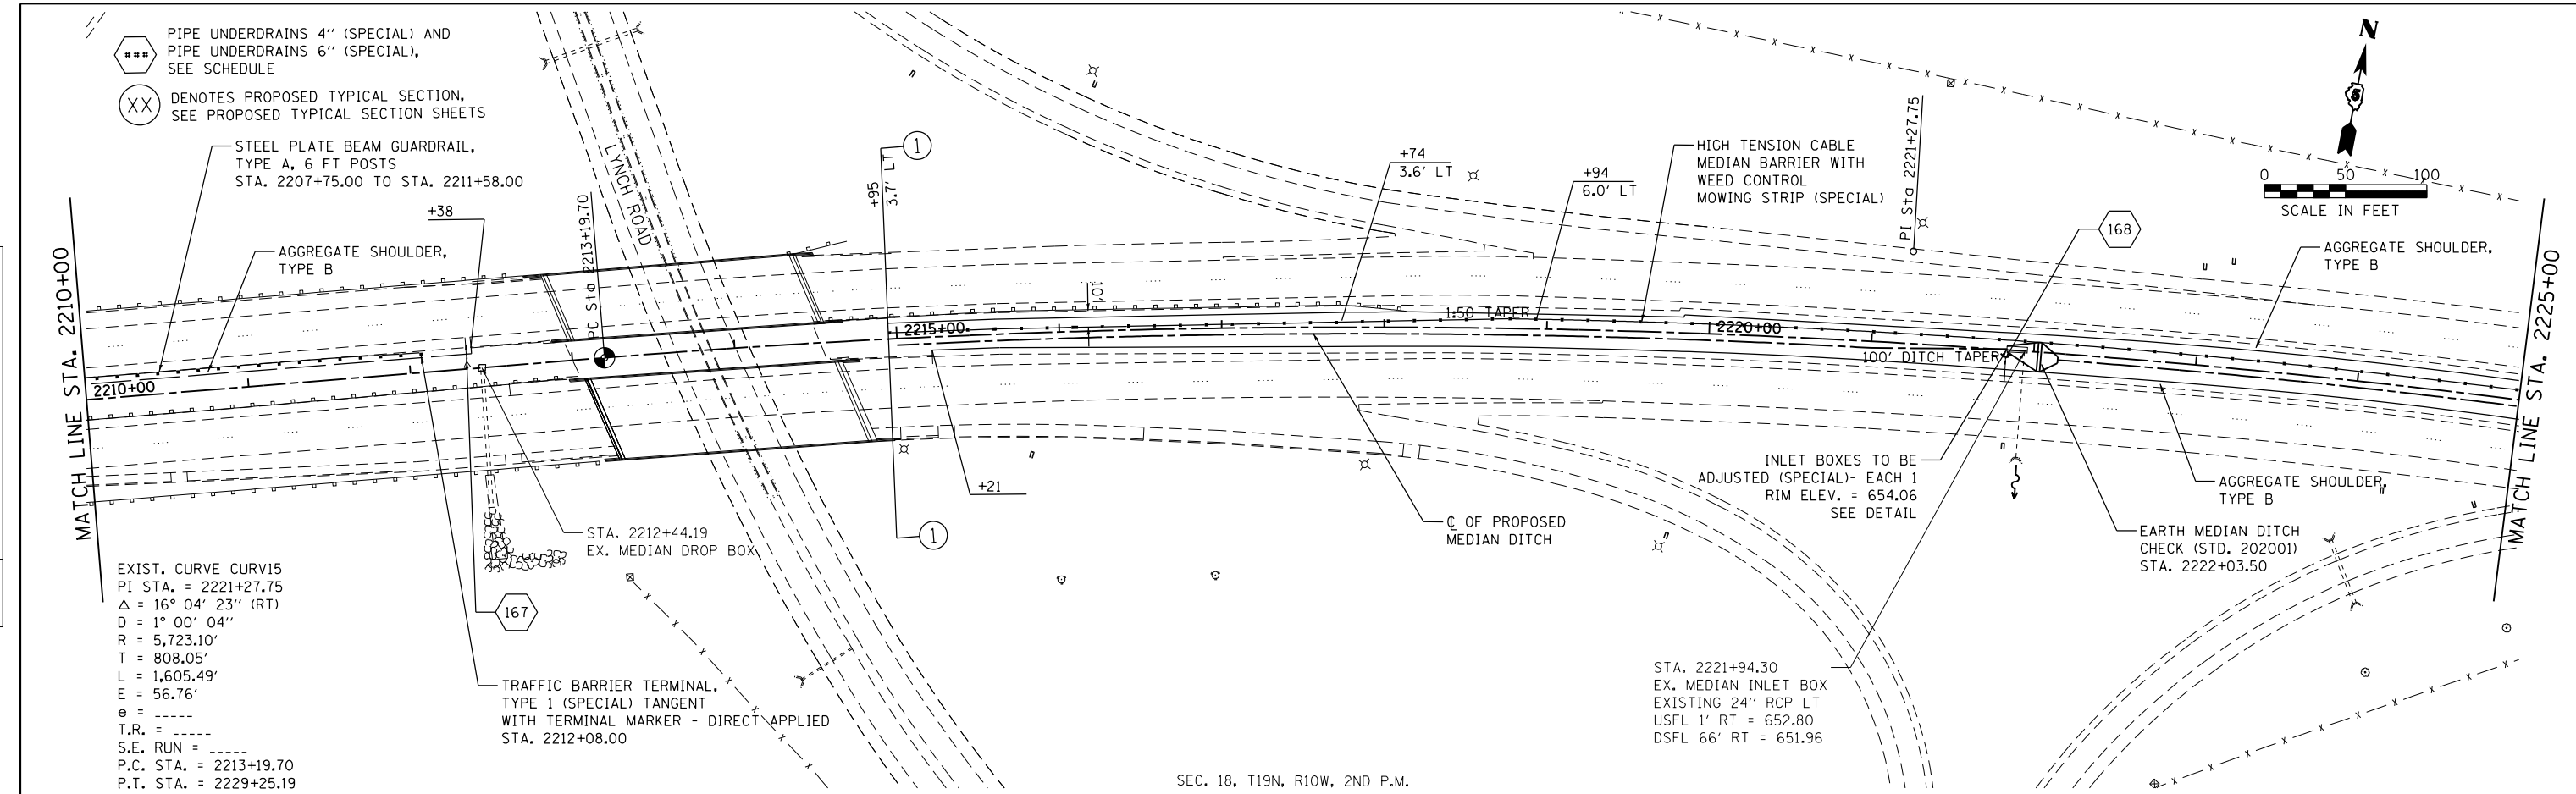 ###
PIPE UNDERDRAINS 4'' (SPECIAL) AND
PIPE UNDERDRAINS 6'' (SPECIAL),
SEE SCHEDULE
XX
DENOTES PROPOSED TYPICAL SECTION,
SEE PROPOSED TYPICAL SECTION SHEETS
STEEL PLATE BEAM GUARDRAIL,
TYPE A, 6 FT POSTS
STA. 2207+75.00 TO STA. 2211+58.00
+38
AGGREGATE SHOULDER,
TYPE B
MATCH LINE STA. 2210+00
2210+00
PC Sta 2213+19.70
LYNCH ROAD
1
+95
3.7' LT
101
2215+00
+74
3.6' LT
+94
6.0' LT
1:50 TAPER
HIGH TENSION CABLE
MEDIAN BARRIER WITH
WEED CONTROL
MOWING STRIP (SPECIAL)
2220+00
PI Sta 2221+27.75
N
5
0 50 100
SCALE IN FEET
168
AGGREGATE SHOULDER,
TYPE B
MATCH LINE STA. 2225+00
100' DITCH TAPER
+21
1
STA. 2212+44.19
EX. MEDIAN DROP BOX
167
TRAFFIC BARRIER TERMINAL,
TYPE 1 (SPECIAL) TANGENT
WITH TERMINAL MARKER - DIRECT APPLIED
STA. 2212+08.00
℄ OF PROPOSED
MEDIAN DITCH
INLET BOXES TO BE
ADJUSTED (SPECIAL)- EACH 1
RIM ELEV. = 654.06
SEE DETAIL
AGGREGATE SHOULDER,
TYPE B
EARTH MEDIAN DITCH
CHECK (STD. 202001)
STA. 2222+03.50
STA. 2221+94.30
EX. MEDIAN INLET BOX
EXISTING 24'' RCP LT
USFL 1' RT = 652.80
DSFL 66' RT = 651.96
EXIST. CURVE CURV15
PI STA. = 2221+27.75
Δ = 16° 04' 23'' (RT)
D = 1° 00' 04''
R = 5,723.10'
T = 808.05'
L = 1,605.49'
E = 56.76'
e = _____
T.R. = _____
S.E. RUN = _____
P.C. STA. = 2213+19.70
P.T. STA. = 2229+25.19
SEC. 18, T19N, R10W, 2ND P.M.